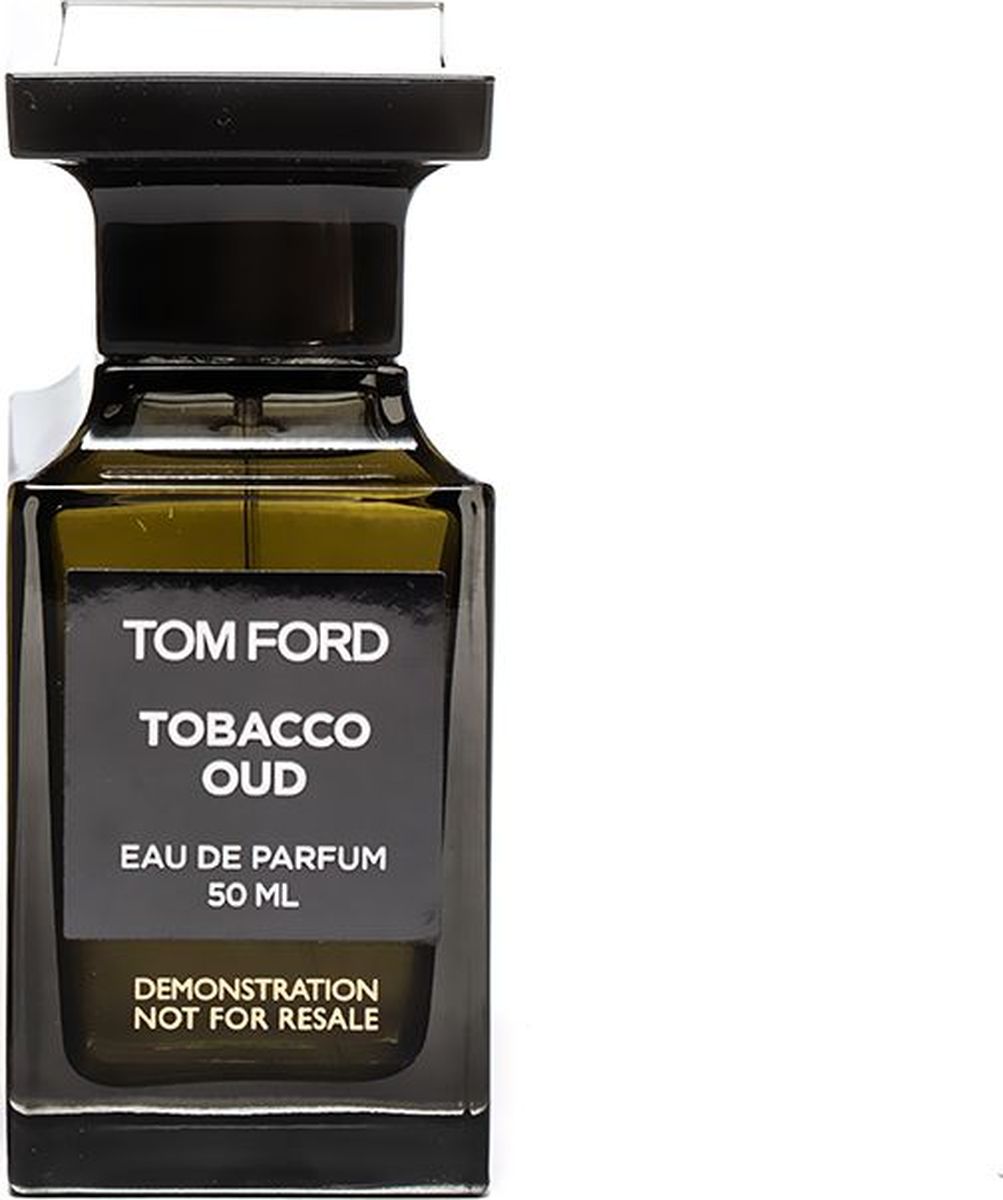 TOM FORD
TOBACCO
OUD
EAU DE PARFUM
50 ML
DEMONSTRATION
NOT FOR RESALE